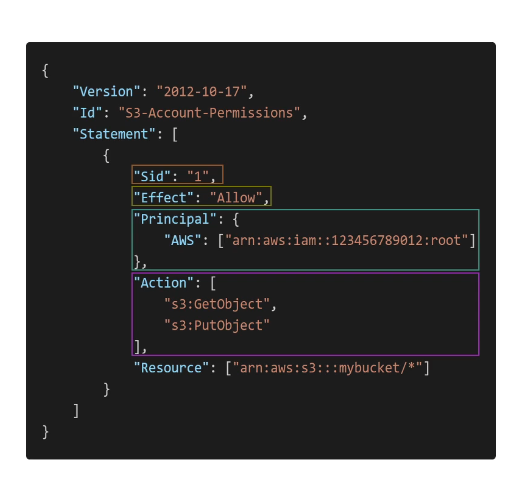 {
    "Version": "2012-10-17",
    "Id": "S3-Account-Permissions",
    "Statement": [
        {
            "Sid": "1",
            "Effect": "Allow",
            "Principal": {
                "AWS": ["arn:aws:iam::123456789012:root"]
            },
            "Action": [
                "s3:GetObject",
                "s3:PutObject"
            ],
            "Resource": ["arn:aws:s3:::mybucket/*"]
        }
    ]
}